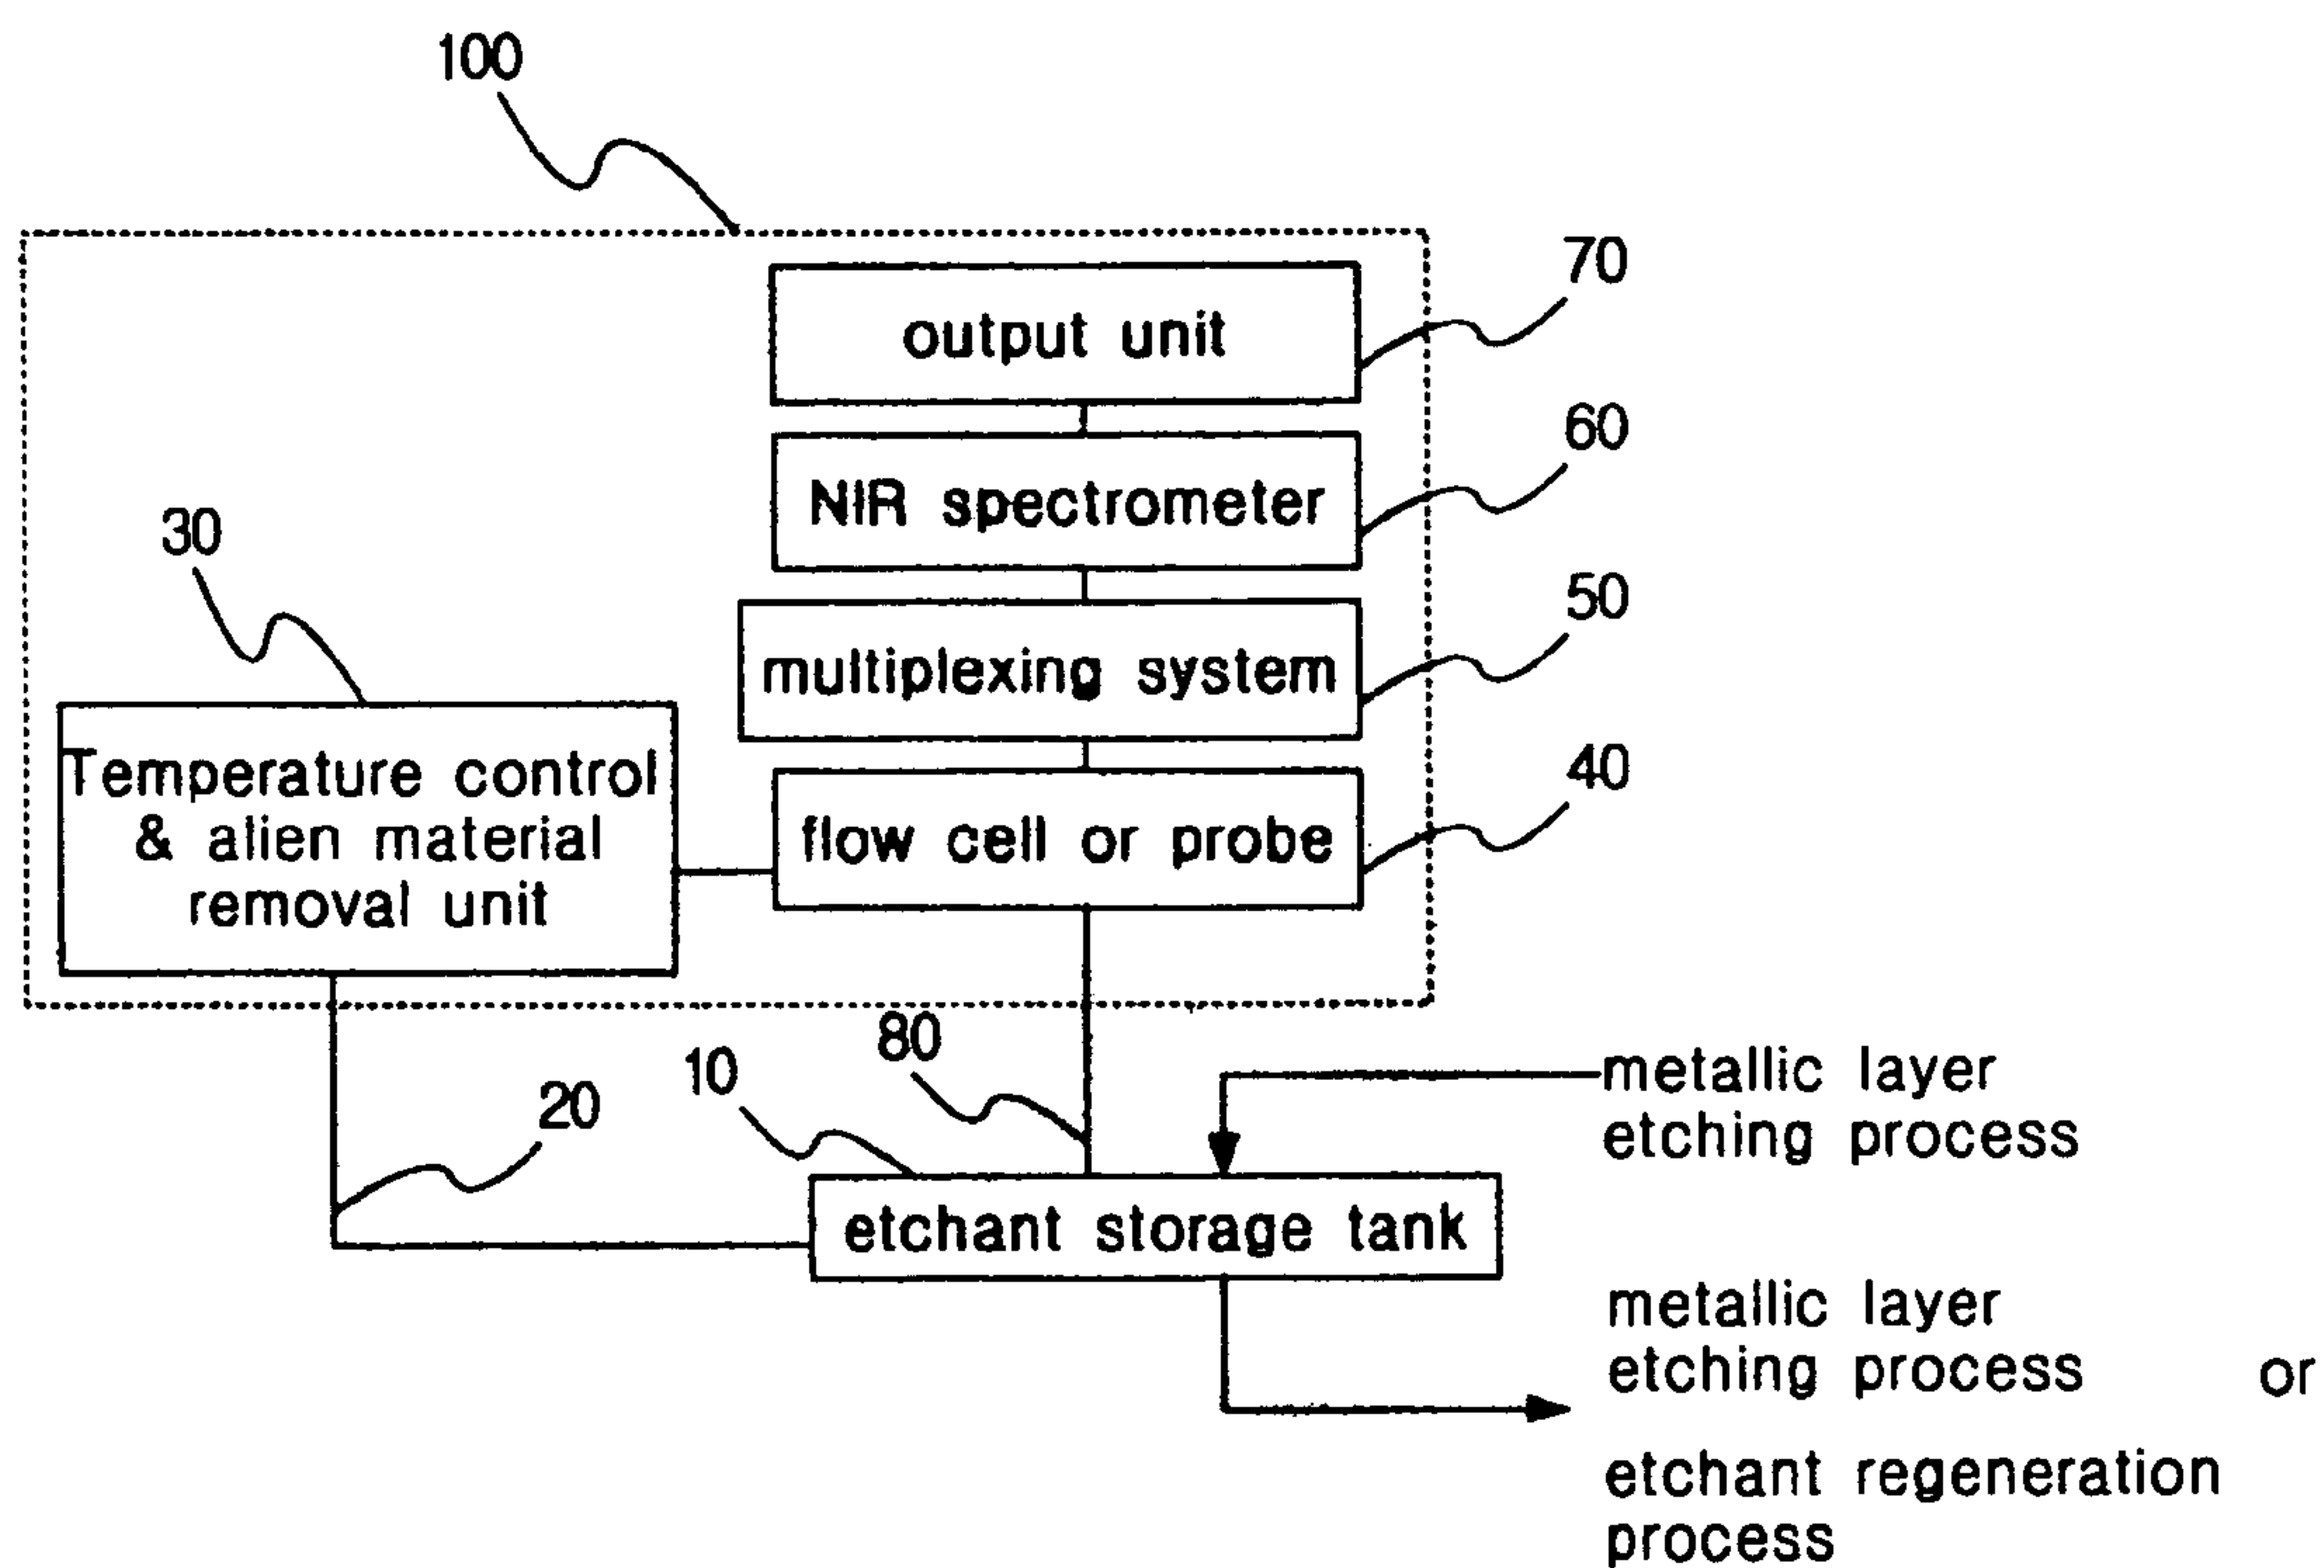 100
output unit
70
NIR spectrometer
60
multiplexing system
50
30
Temperature control
& alien material
removal unit
flow cell or probe
40
80
10
20
metallic layer
etching process
etchant storage tank
metallic layer
etching process or
etchant regeneration
process